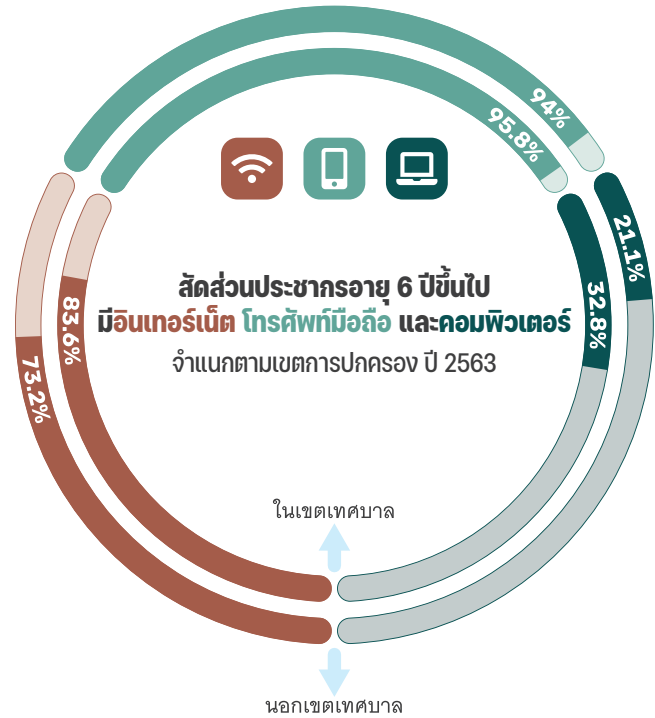 94%
95.8%
21.1%
32.8%
สัดส่วนประชากรอายุ 6 ปีขึ้นไป
มีอินเทอร์เน็ต โทรศัพท์มือถือ และคอมพิวเตอร์
จำแนกตามเขตการปกครอง ปี 2563
83.6%
73.2%
ในเขตเทศบาล
นอกเขตเทศบาล